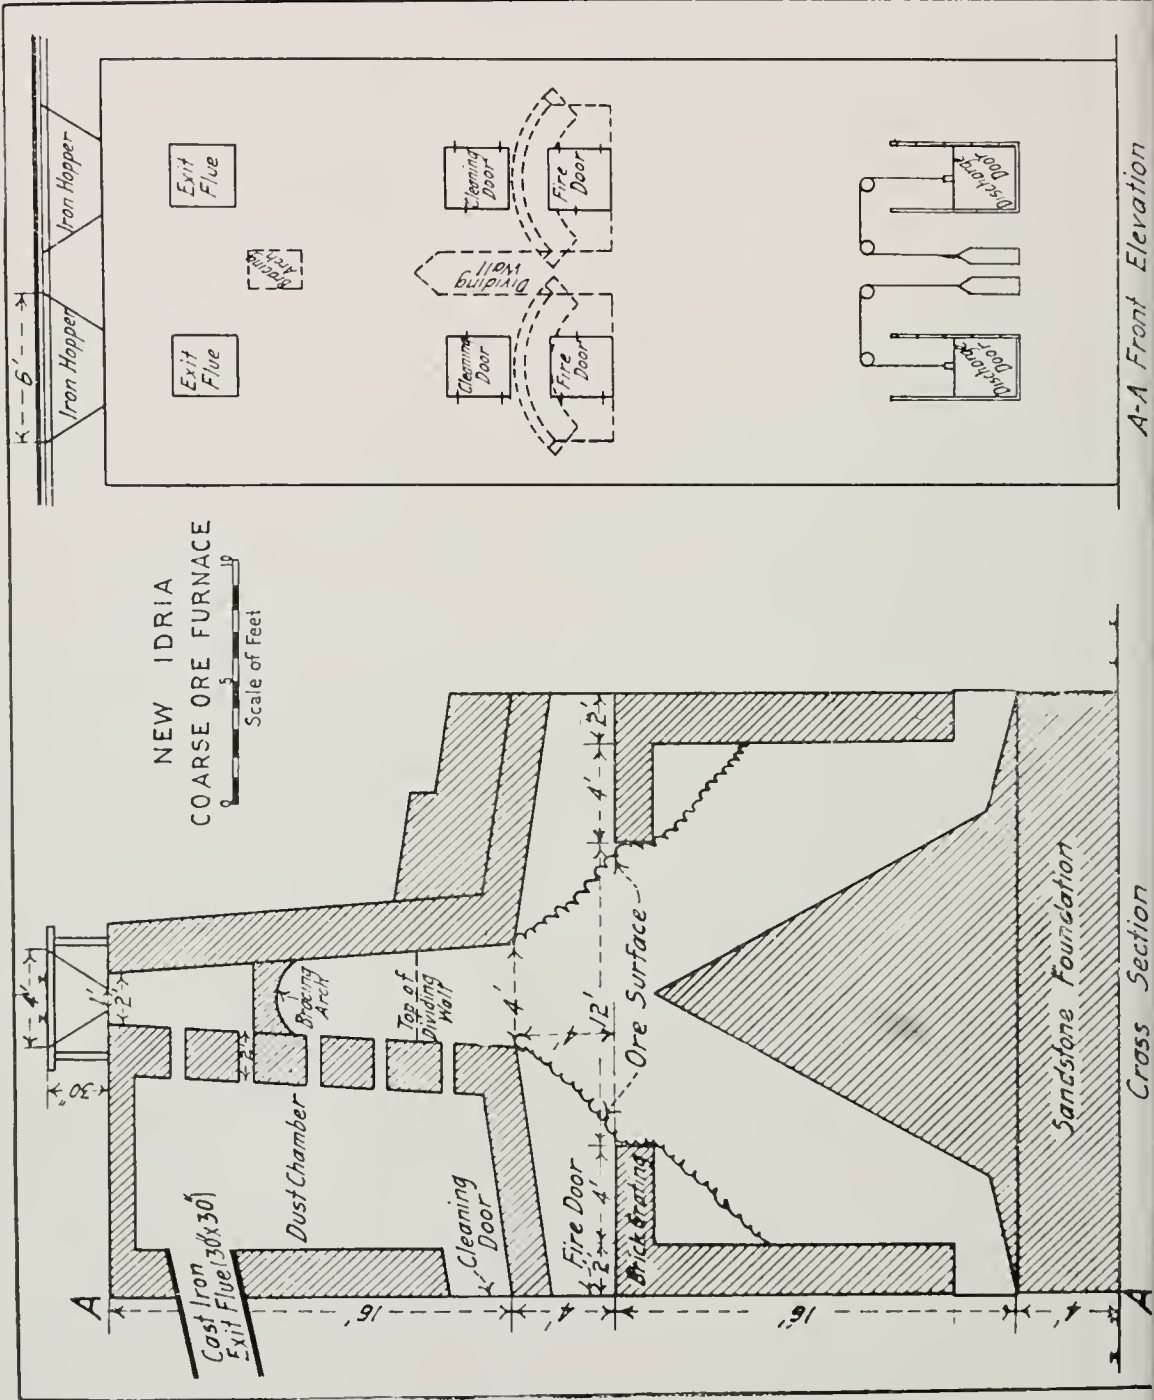 NEW IDRIA
COARSE ORE FURNACE
0 5 10
Scale of Feet
A
Cast Iron
Exit Flue (30"x30")
Dust Chamber
Cleaning
Door
Fire Door
Brick Grating
30"
4'
1'
2'
2'
Bracing
Arch
Top of
Dividing
Wall
4'
4'
12'
Ore Surface
2'
4'
4'
2'
16'
4'
16'
4'
Sandstone Foundation
A
Cross Section
6'
Iron Hopper
Iron Hopper
Exit
Flue
Exit
Flue
Bracing
Arch
Cleaning
Door
Cleaning
Door
Dividing
Wall
Fire
Door
Fire
Door
Discharge
Door
Discharge
Door
A-A Front Elevation